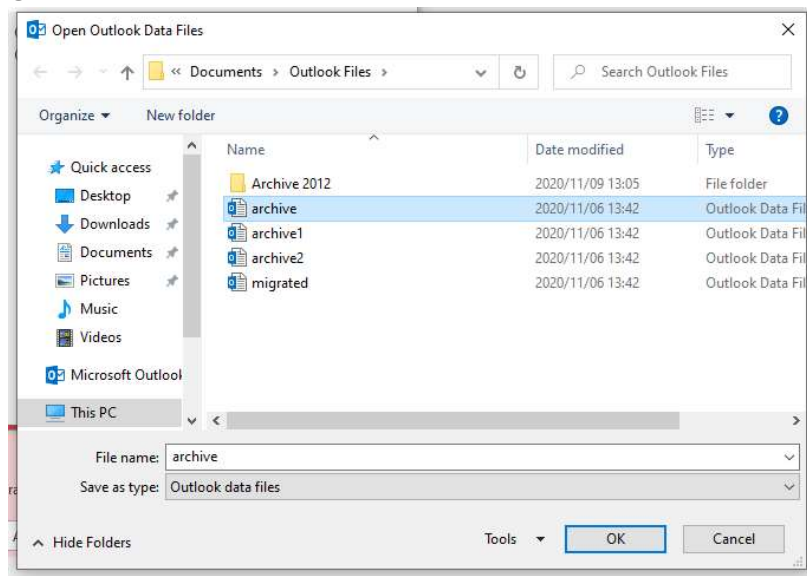 Open Outlook Data Files
« Documents > Outlook Files >
Search Outlook Files
Organize New folder
Name Date modified Type
Quick access
Desktop
Downloads
Documents
Pictures
Music
Videos
Microsoft Outlook
This PC
Archive 2012 2020/11/09 13:05 File folder
archive 2020/11/06 13:42 Outlook Data Fil
archive1 2020/11/06 13:42 Outlook Data Fil
archive2 2020/11/06 13:42 Outlook Data Fil
migrated 2020/11/06 13:42 Outlook Data Fil
File name: archive
Save as type: Outlook data files
Hide Folders Tools OK Cancel